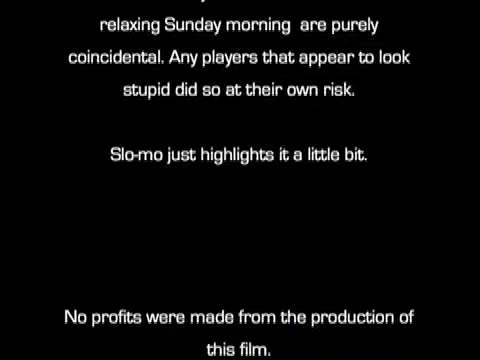 relaxing Sunday morning are purely
coincidental. Any players that appear to look
stupid did so at their own risk.
Slo-mo just highlights it a little bit.
No profits were made from the production of
this film.